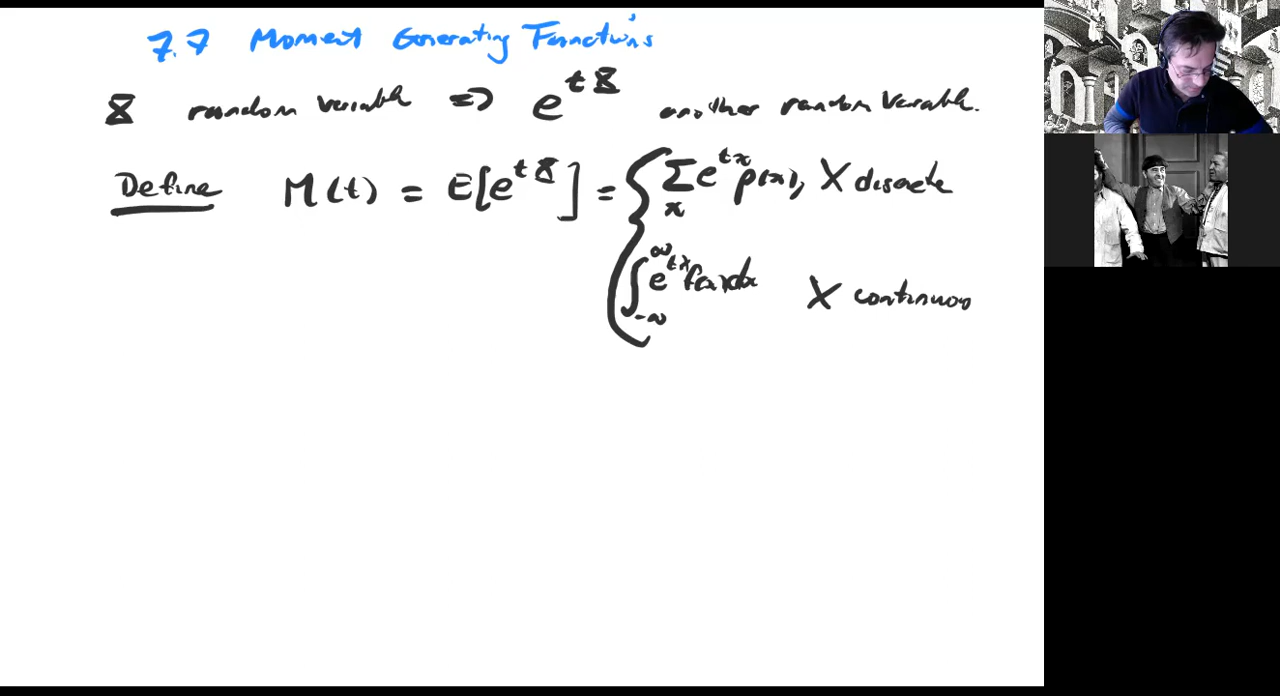 7.7 Moment Generating Functions
X random variable => e^{tX} another random variable.
Define M(t) = E[e^{tX}] = { Σ_x e^{tx} p(x), X discrete
∫_{-∞}^{∞} e^{tx} f(x) dx X continuous